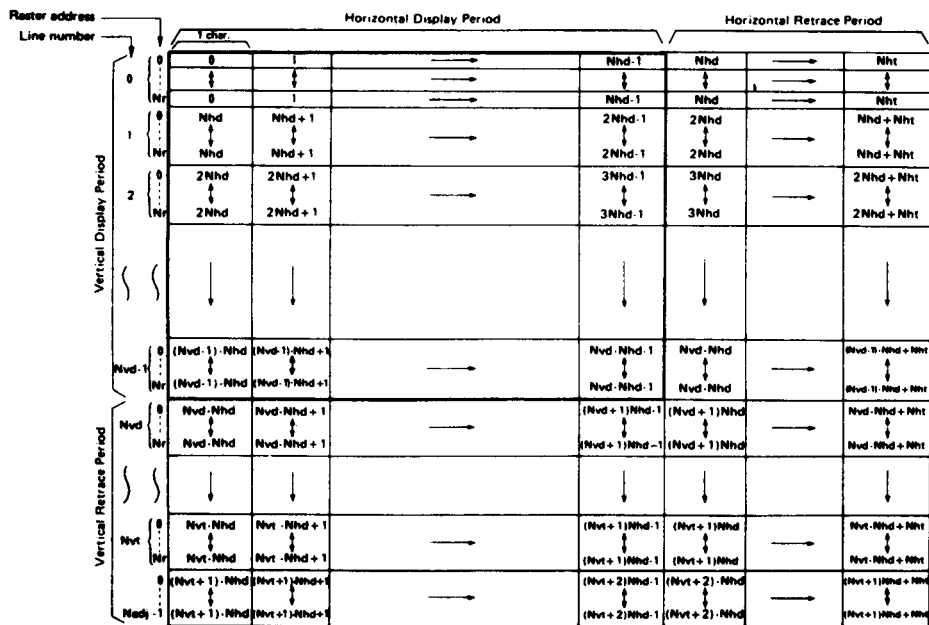 Raster address
Line number
Horizontal Display Period
Horizontal Retrace Period
1 char.
Vertical Display Period
Vertical Retrace Period
0 0 0 1 Nhd-1 Nhd Nht
Nr 0 1 Nhd-1 Nhd Nht
1 0 Nhd Nhd+1 2Nhd-1 2Nhd Nhd+Nht
Nr Nhd Nhd+1 2Nhd-1 2Nhd Nhd+Nht
2 0 2Nhd 2Nhd+1 3Nhd-1 3Nhd 2Nhd+Nht
Nr 2Nhd 2Nhd+1 3Nhd-1 3Nhd 2Nhd+Nht
Nvd-1 0 (Nvd-1)·Nhd (Nvd-1)·Nhd+1 Nvd·Nhd-1 Nvd·Nhd (Nvd-1)·Nhd+Nht
Nr (Nvd-1)·Nhd (Nvd-1)·Nhd+1 Nvd·Nhd-1 Nvd·Nhd (Nvd-1)·Nhd+Nht
Nvd 0 Nvd·Nhd Nvd·Nhd+1 (Nvd+1)Nhd-1 (Nvd+1)Nhd Nvd·Nhd+Nht
Nr Nvd·Nhd Nvd·Nhd+1 (Nvd+1)Nhd-1 (Nvd+1)Nhd Nvd·Nhd+Nht
Nvt 0 Nvt·Nhd Nvt·Nhd+1 (Nvt+1)Nhd-1 (Nvt+1)Nhd Nvt·Nhd+Nht
Nr Nvt·Nhd Nvt·Nhd+1 (Nvt+1)Nhd-1 (Nvt+1)Nhd Nvt·Nhd+Nht
0 (Nvt+1)·Nhd (Nvt+1)·Nhd+1 (Nvt+2)Nhd-1 (Nvt+2)·Nhd (Nvt+1)Nhd+Nht
Nadj-1 (Nvt+1)·Nhd (Nvt+1)·Nhd+1 (Nvt+2)Nhd-1 (Nvt+2)·Nhd (Nvt+1)Nhd+Nht